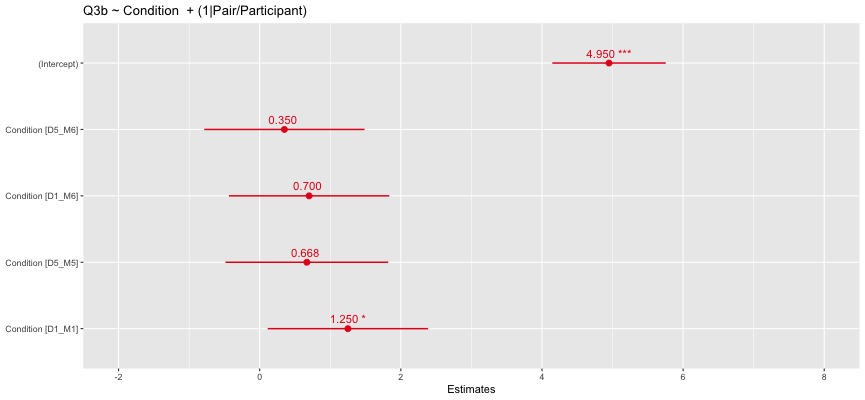 Q3b ~ Condition + (1|Pair/Participant)
(Intercept)
4.950 ***
Condition [D5_M6]
0.350
Condition [D1_M6]
0.700
Condition [D5_M5]
0.668
Condition [D1_M1]
1.250 *
-2 0 2 4 6 8
Estimates